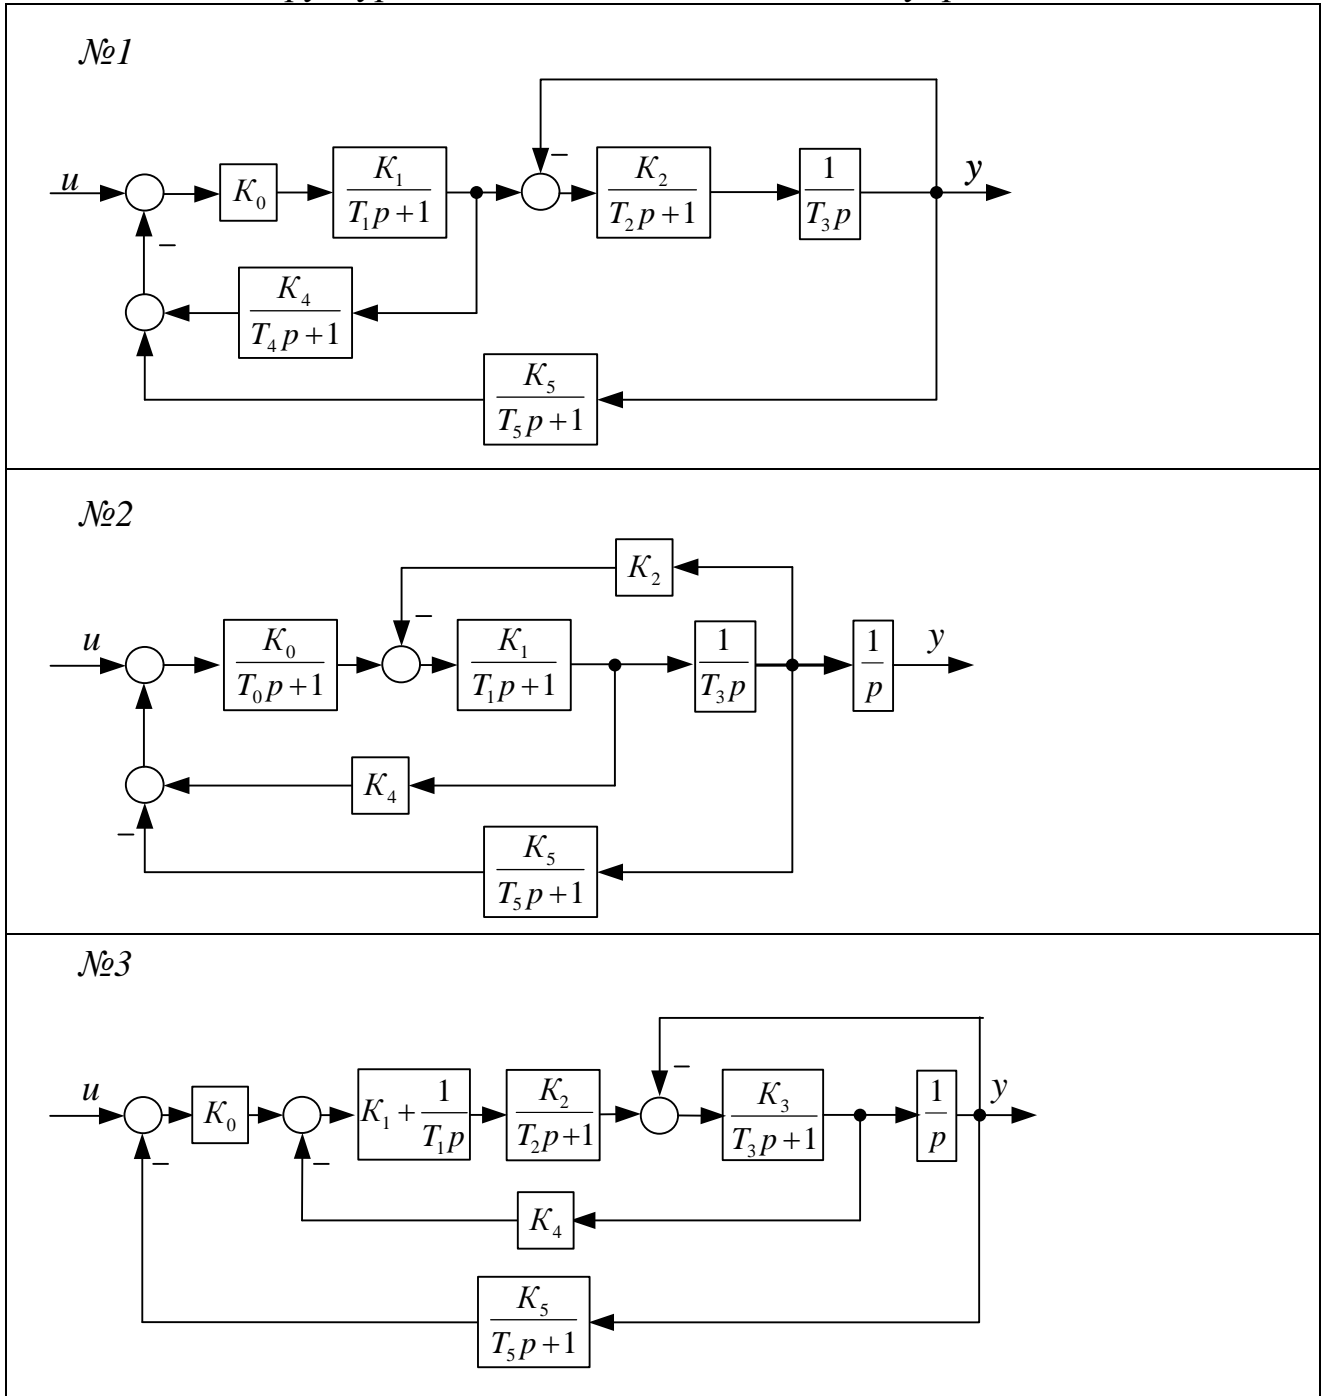 №1
u
K₀
K₁
T₁p+1
–
K₂
T₂p+1
1
T₃p
y
–
K₄
T₄p+1
K₅
T₅p+1
№2
K₂
–
u
K₀
T₀p+1
K₁
T₁p+1
1
T₃p
1
p
y
K₄
–
K₅
T₅p+1
№3
–
u
K₀
K₁+
1
T₁p
K₂
T₂p+1
K₃
T₃p+1
1
p
y
–
–
K₄
K₅
T₅p+1